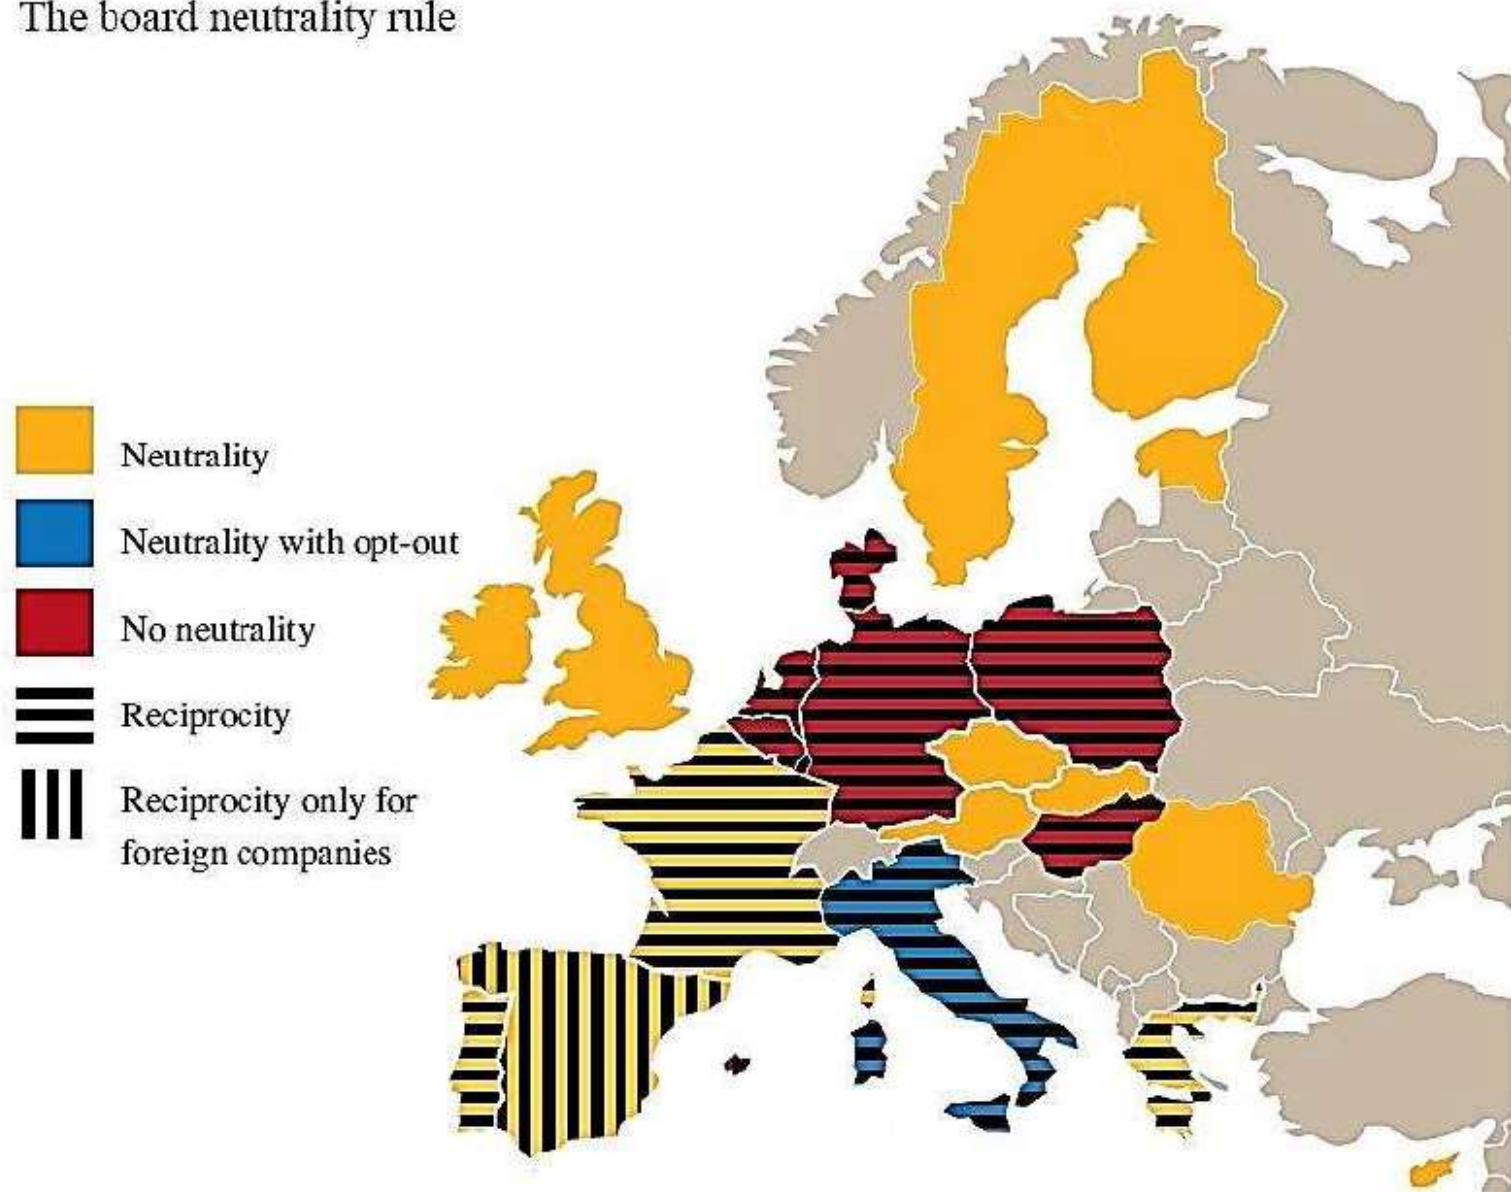 The board neutrality rule
Neutrality
Neutrality with opt-out
No neutrality
Reciprocity
Reciprocity only for
foreign companies